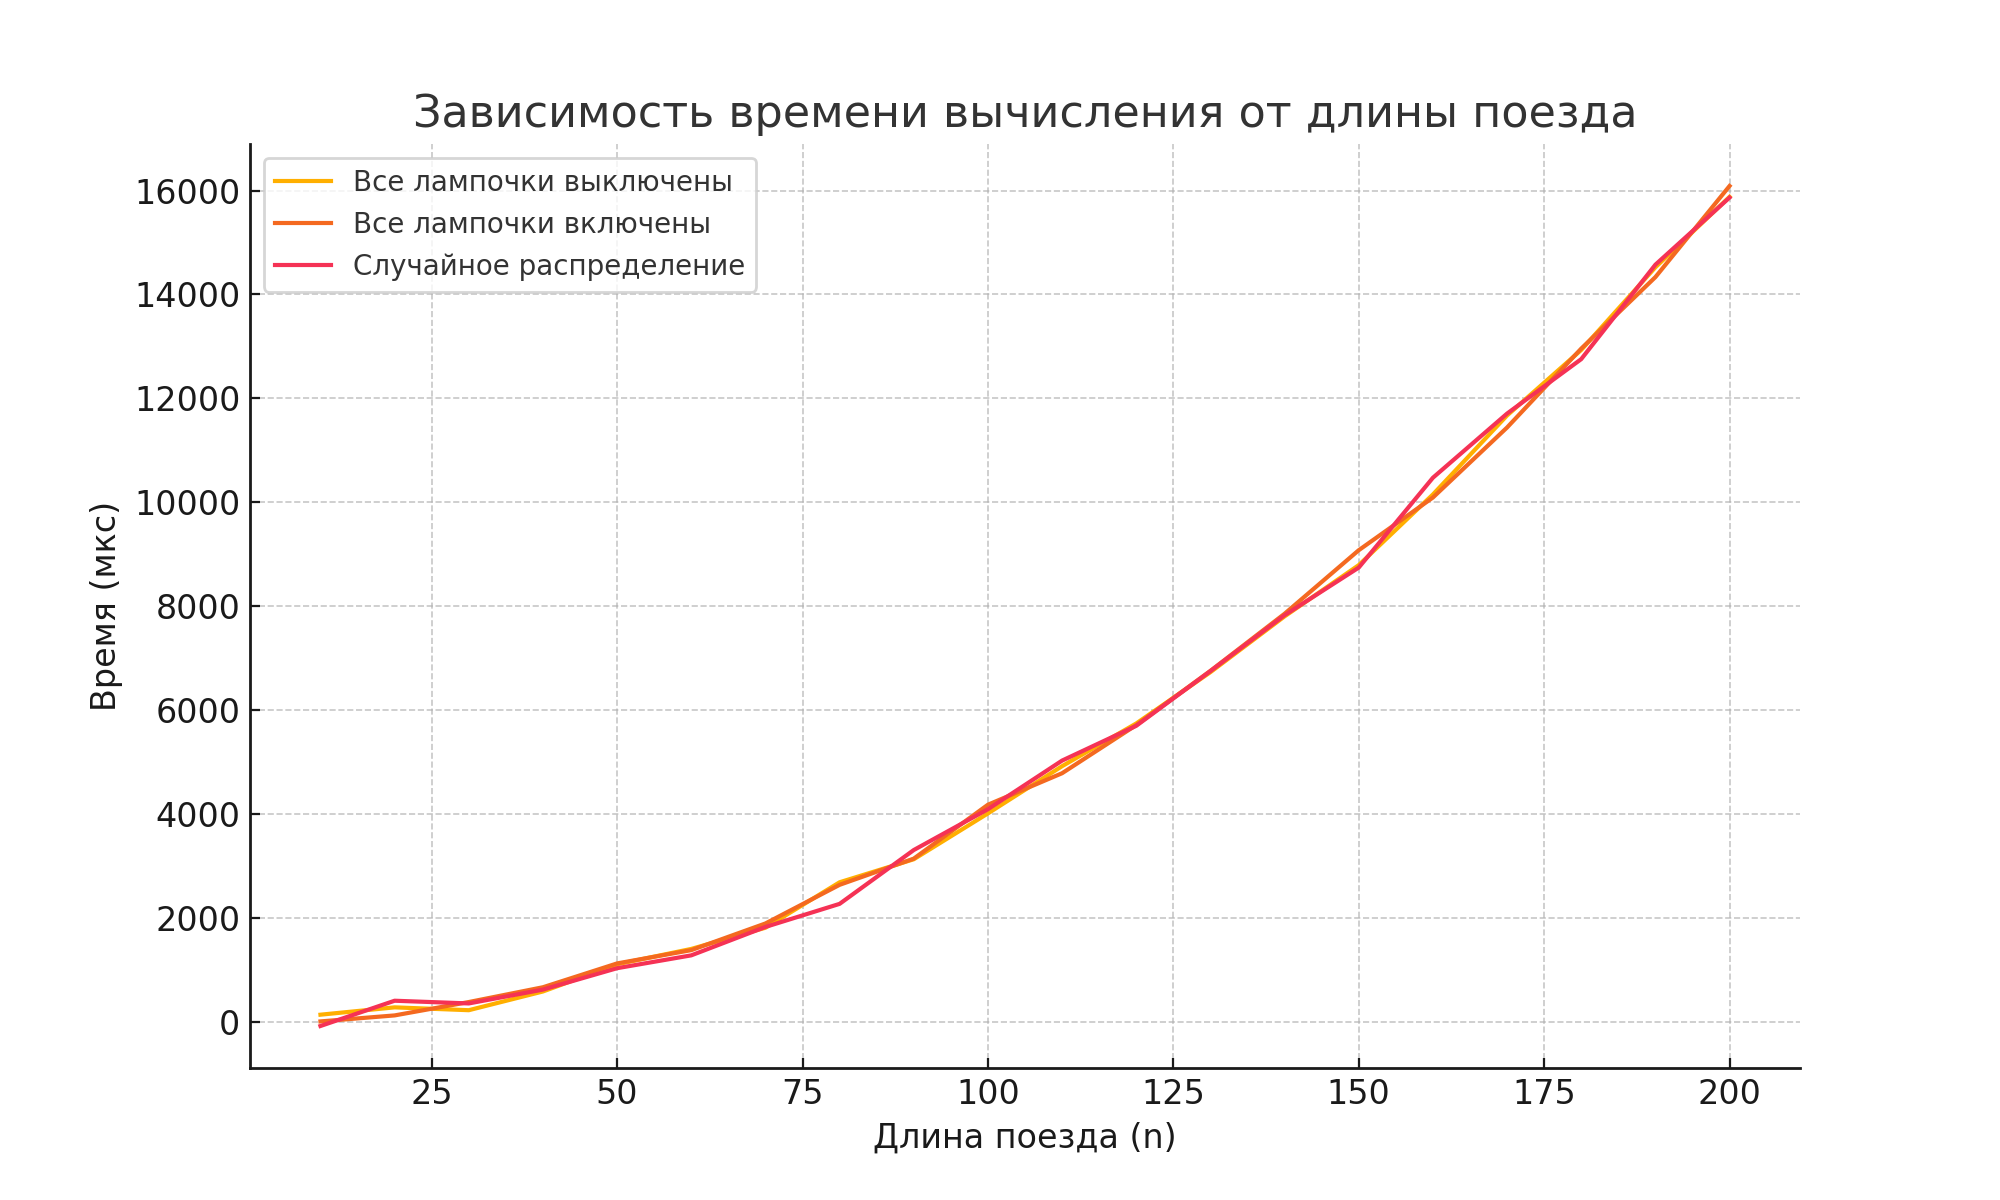 Зависимость времени вычисления от длины поезда
Все лампочки выключены
Все лампочки включены
Случайное распределение
16000
14000
12000
10000
8000
6000
4000
2000
0
Время (мкс)
25 50 75 100 125 150 175 200
Длина поезда (n)